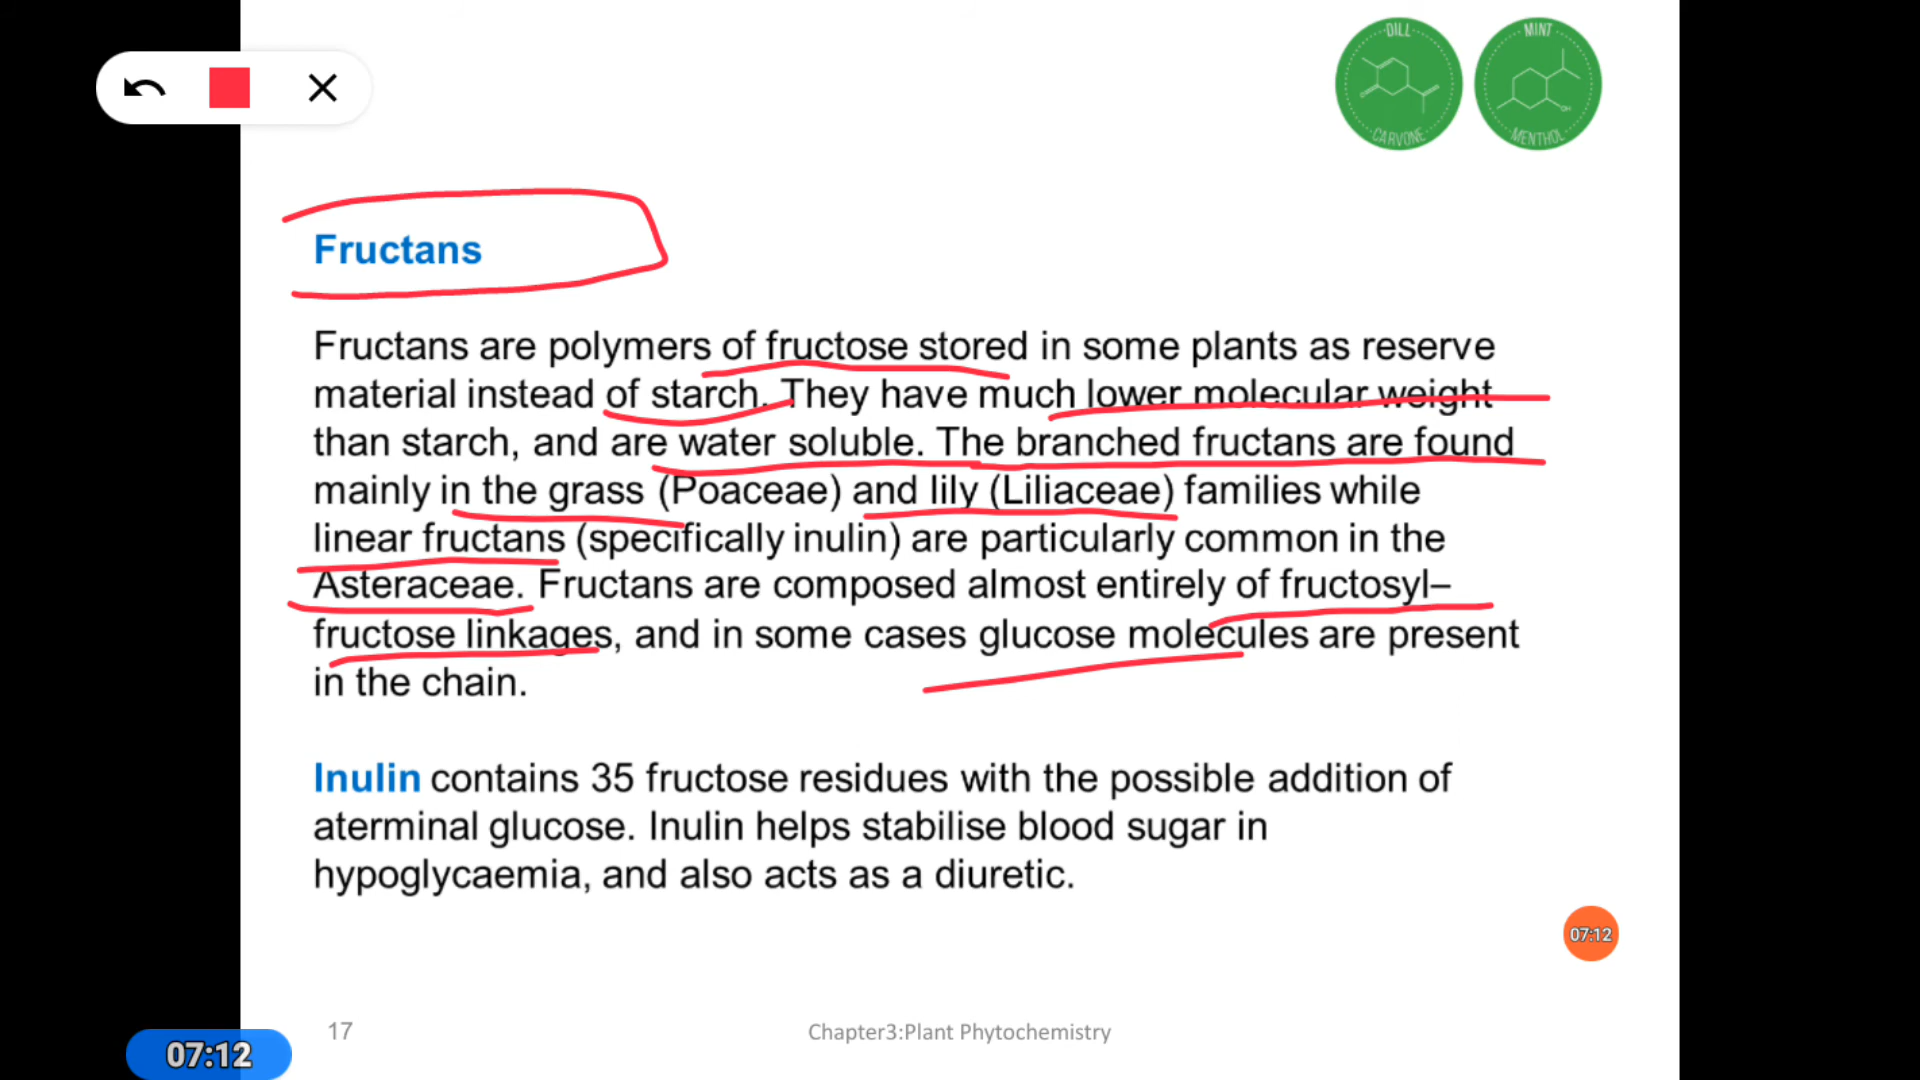 DILL
CARVONE
MINT
OH
MENTHOL
Fructans
Fructans are polymers of fructose stored in some plants as reserve
material instead of starch. They have much lower molecular weight
than starch, and are water soluble. The branched fructans are found
mainly in the grass (Poaceae) and lily (Liliaceae) families while
linear fructans (specifically inulin) are particularly common in the
Asteraceae. Fructans are composed almost entirely of fructosyl–
fructose linkages, and in some cases glucose molecules are present
in the chain.
Inulin contains 35 fructose residues with the possible addition of
aterminal glucose. Inulin helps stabilise blood sugar in
hypoglycaemia, and also acts as a diuretic.
07:12
17
Chapter3:Plant Phytochemistry
07:12